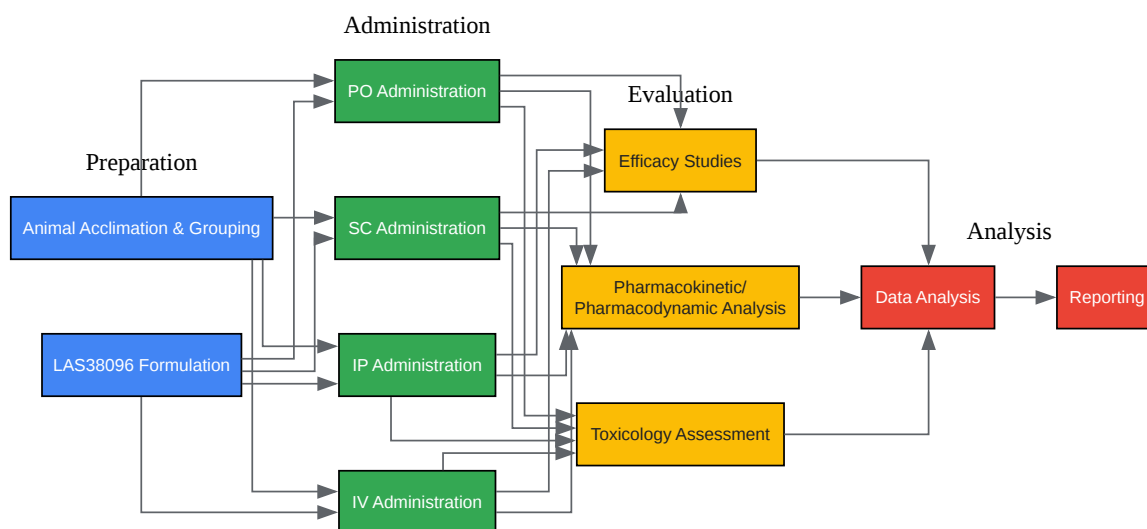 Administration
PO Administration
Evaluation
Efficacy Studies
Preparation
Animal Acclimation & Grouping
SC Administration
Analysis
Pharmacokinetic/
Pharmacodynamic Analysis
Data Analysis
Reporting
LAS38096 Formulation
IP Administration
Toxicology Assessment
IV Administration